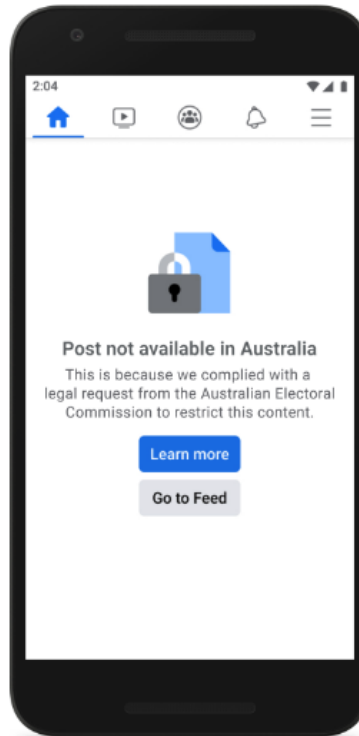 2:04
Post not available in Australia
This is because we complied with a
legal request from the Australian Electoral
Commission to restrict this content.
Learn more
Go to Feed